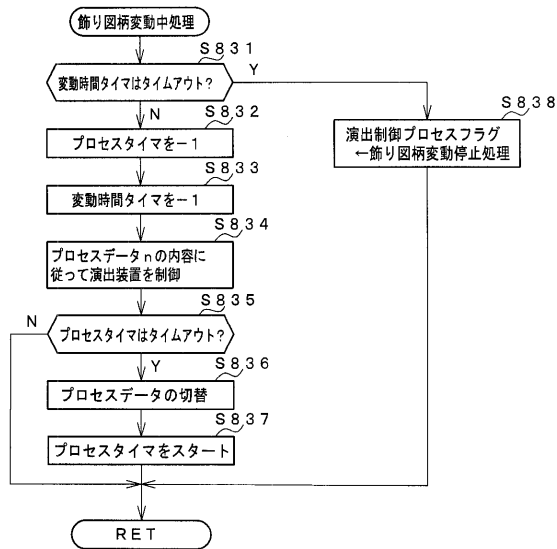 飾り図柄変動中処理
S831
変動時間タイマはタイムアウト?
Y
N
S832
プロセスタイマを−1
S833
変動時間タイマを−1
S834
プロセスデータnの内容に
従って演出装置を制御
S835
N
プロセスタイマはタイムアウト?
Y
S836
プロセスデータの切替
S837
プロセスタイマをスタート
S838
演出制御プロセスフラグ
←飾り図柄変動停止処理
RET